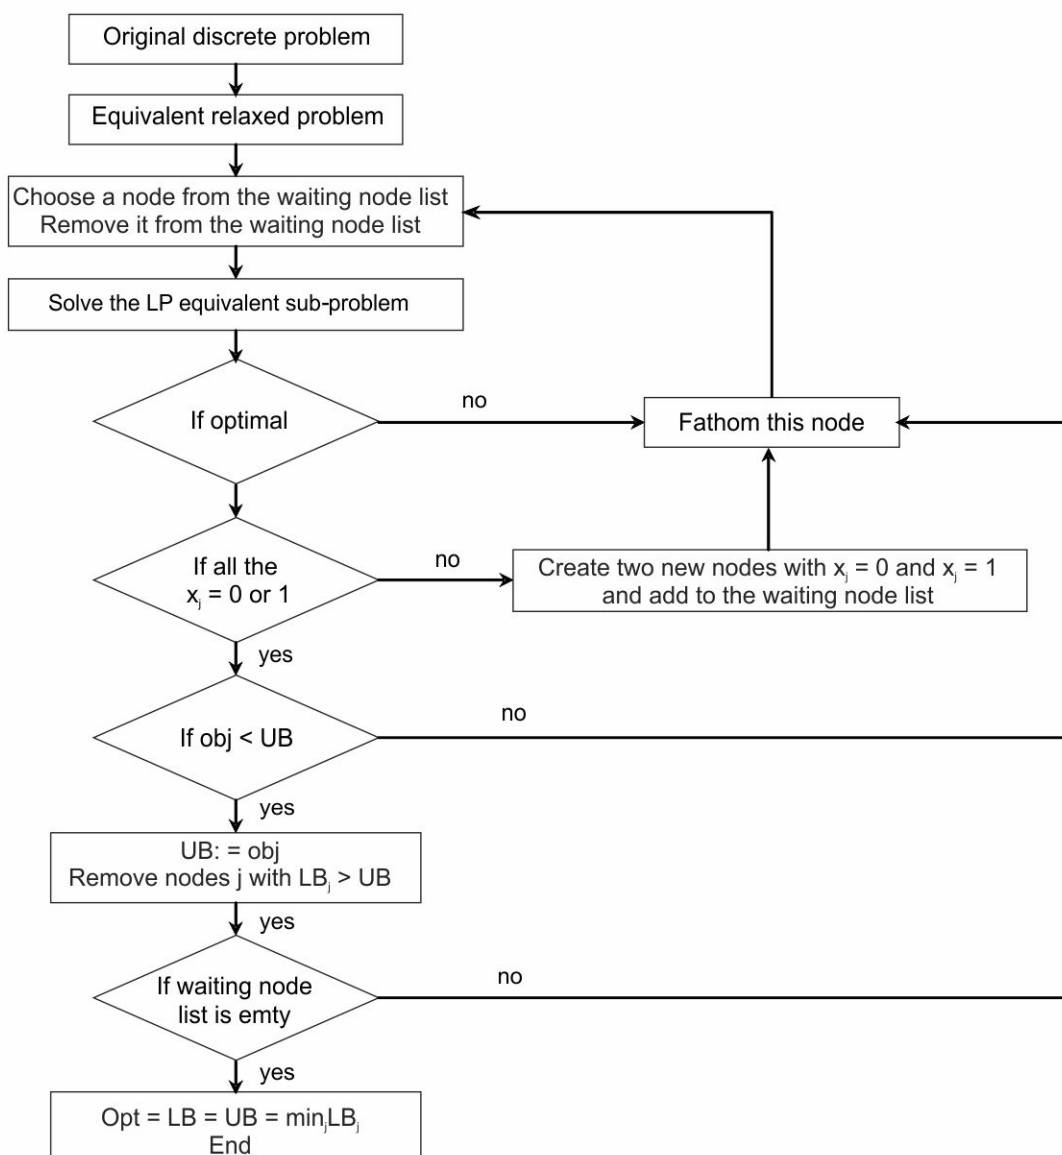 Original discrete problem
Equivalent relaxed problem
Choose a node from the waiting node list
Remove it from the waiting node list
Solve the LP equivalent sub-problem
If optimal
no
Fathom this node
If all the
xⱼ = 0 or 1
no
Create two new nodes with xⱼ = 0 and xⱼ = 1
and add to the waiting node list
yes
If obj < UB
no
yes
UB: = obj
Remove nodes j with LBⱼ > UB
yes
If waiting node
list is emty
no
yes
Opt = LB = UB = minⱼLBⱼ
End